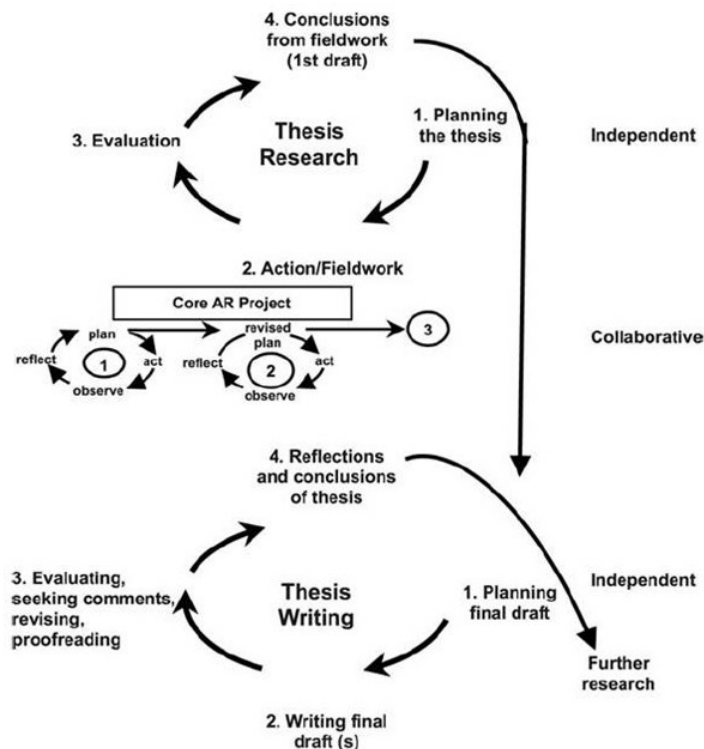 4. Conclusions
from fieldwork
(1st draft)
1. Planning
the thesis
Thesis
Research
3. Evaluation
Independent
2. Action/Fieldwork
Core AR Project
plan
act
observe
reflect
1
revised
plan
act
observe
reflect
2
3
Collaborative
4. Reflections
and conclusions
of thesis
1. Planning
final draft
Thesis
Writing
3. Evaluating,
seeking comments,
revising,
proofreading
2. Writing final
draft (s)
Independent
Further
research